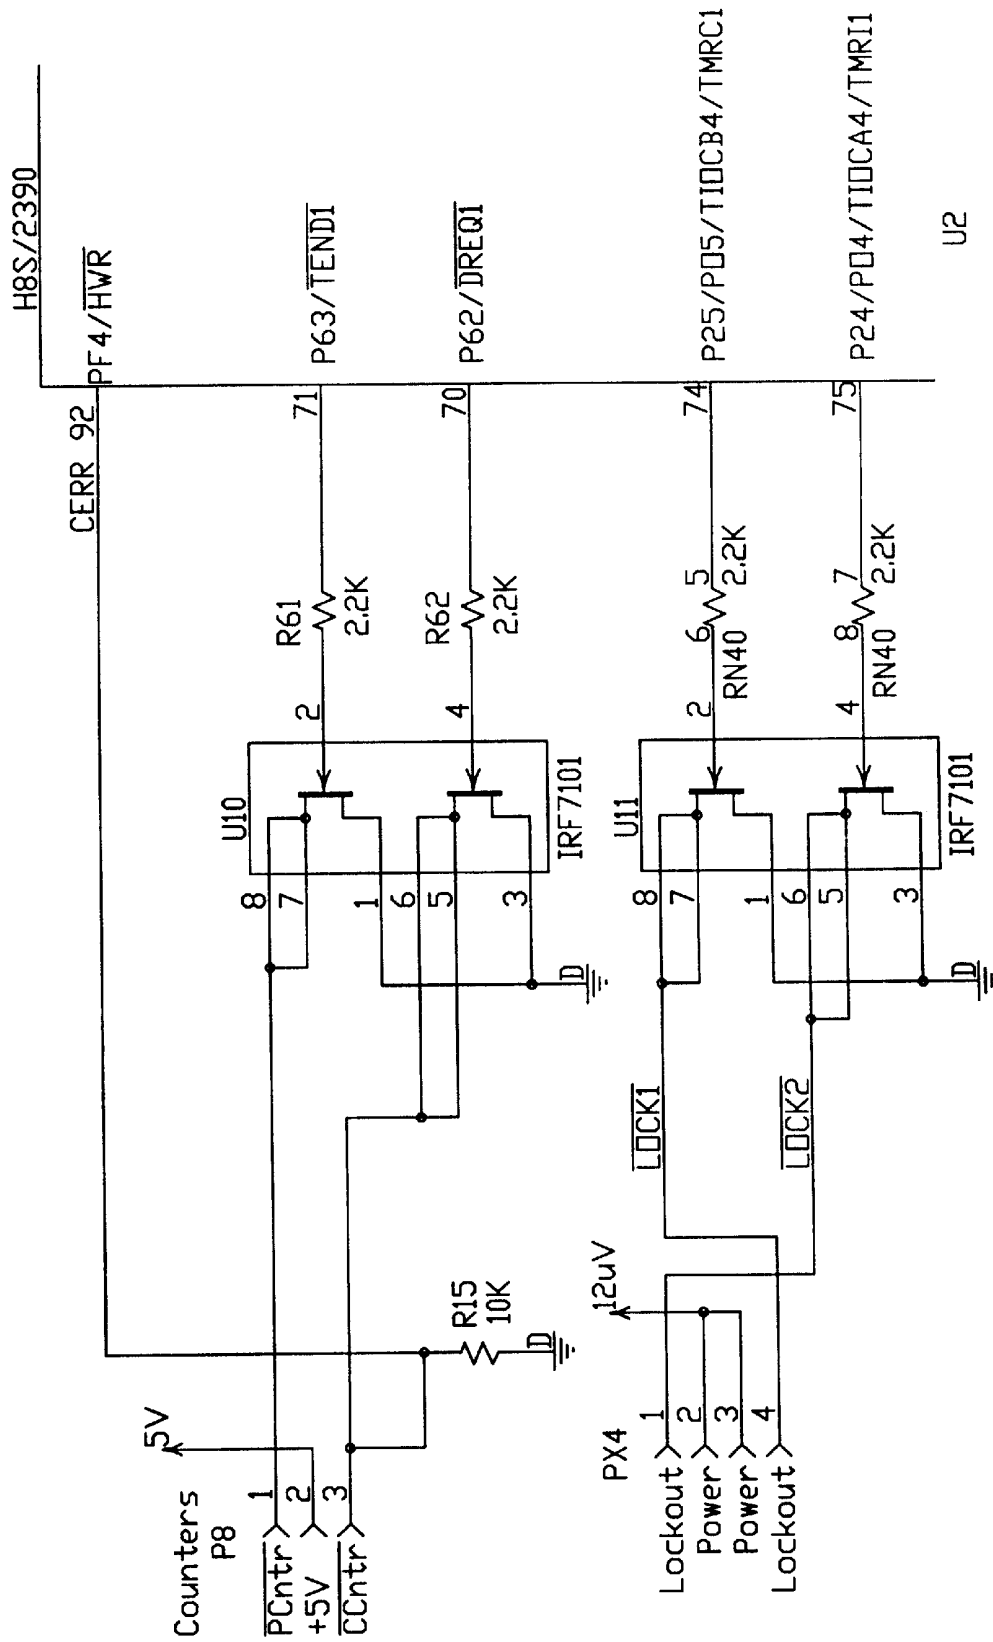 H8S/2390
CERR 92
PF4/HWR
R61
2.2K
71
P63/TEND1
R62
2.2K
70
P62/DREQ1
U10
2
4
8
7
1
6
5
3
IRF7101
D
Counters
P8
5V
PCntr
1
+5V
2
CCntr
3
R15
10K
D
6
5
2.2K
RN40
74
P25/PO5/TIOCB4/TMRC1
8
7
2.2K
RN40
75
P24/PO4/TIOCA4/TMRI1
U2
U11
2
4
8
7
1
6
5
3
IRF7101
D
LOCK1
LOCK2
12uV
PX4
Lockout
1
Power
2
Power
3
Lockout
4